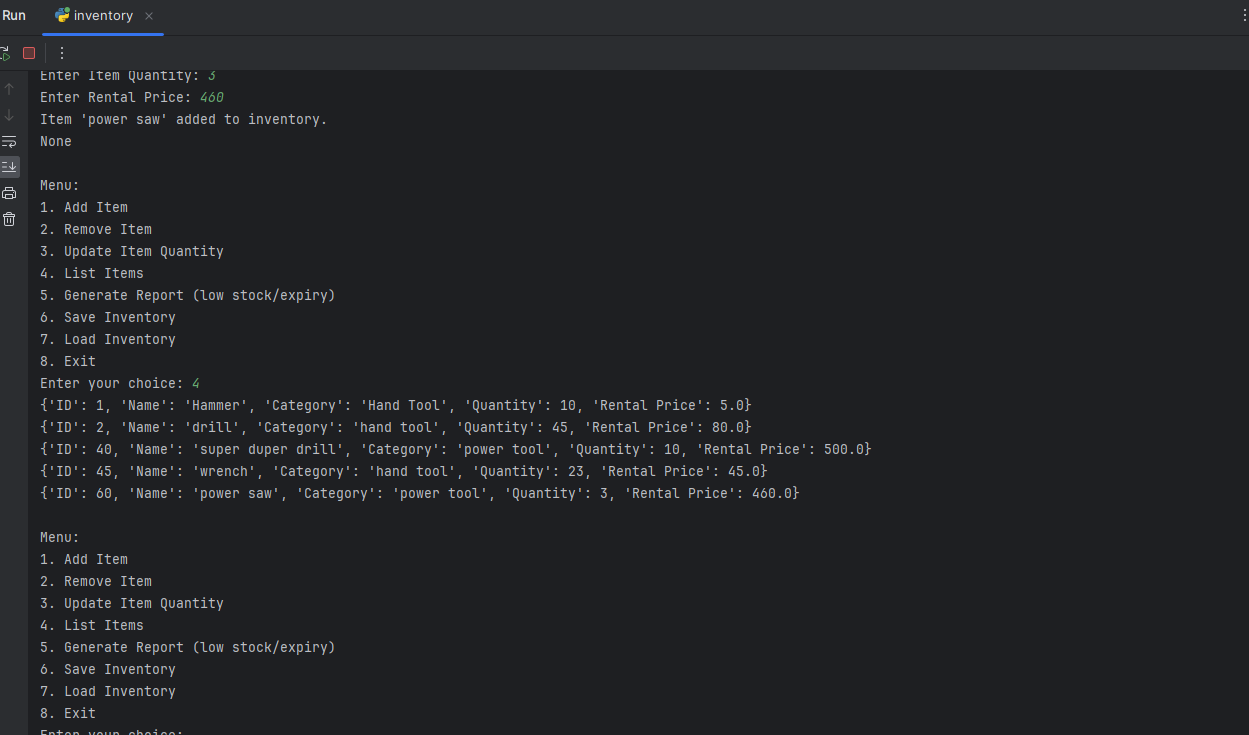 Run
inventory
Enter Item Quantity: 3
Enter Rental Price: 460
Item 'power saw' added to inventory.
None
Menu:
1. Add Item
2. Remove Item
3. Update Item Quantity
4. List Items
5. Generate Report (low stock/expiry)
6. Save Inventory
7. Load Inventory
8. Exit
Enter your choice: 4
{'ID': 1, 'Name': 'Hammer', 'Category': 'Hand Tool', 'Quantity': 10, 'Rental Price': 5.0}
{'ID': 2, 'Name': 'drill', 'Category': 'hand tool', 'Quantity': 45, 'Rental Price': 80.0}
{'ID': 40, 'Name': 'super duper drill', 'Category': 'power tool', 'Quantity': 10, 'Rental Price': 500.0}
{'ID': 45, 'Name': 'wrench', 'Category': 'hand tool', 'Quantity': 23, 'Rental Price': 45.0}
{'ID': 60, 'Name': 'power saw', 'Category': 'power tool', 'Quantity': 3, 'Rental Price': 460.0}
Menu:
1. Add Item
2. Remove Item
3. Update Item Quantity
4. List Items
5. Generate Report (low stock/expiry)
6. Save Inventory
7. Load Inventory
8. Exit
Enter your choice: